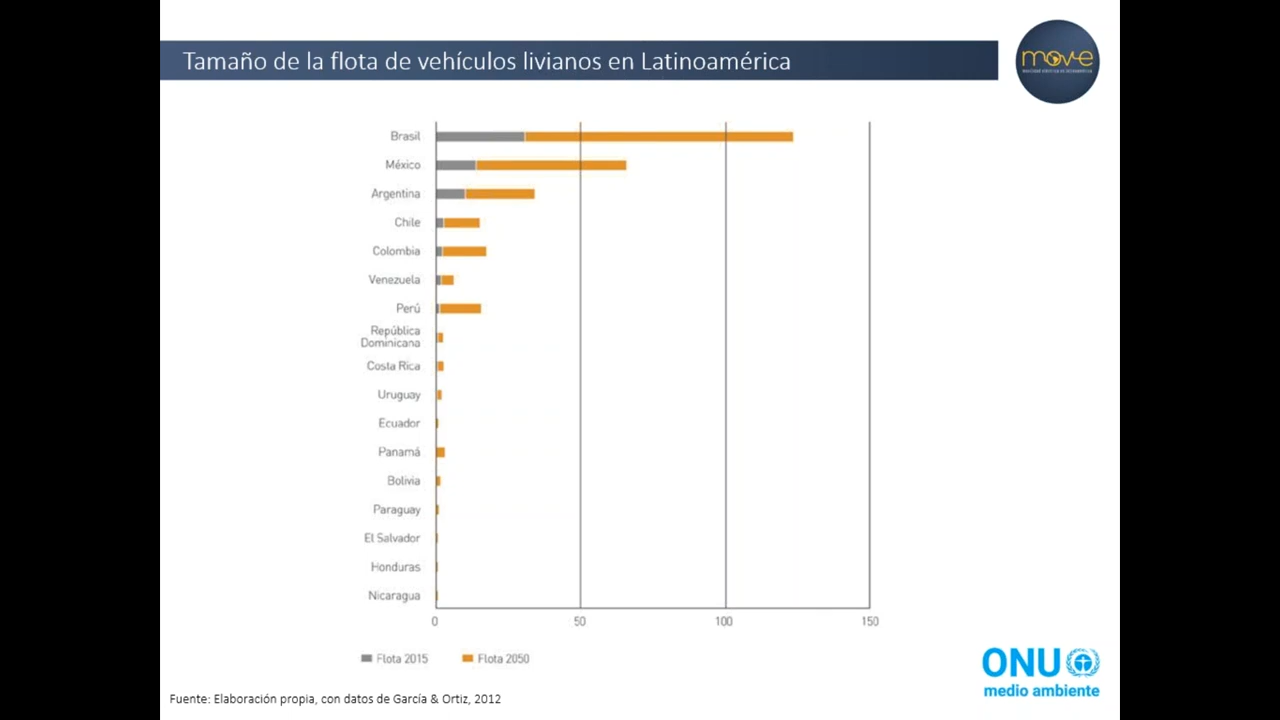 Tamaño de la flota de vehículos livianos en Latinoamérica
mov-e
Brasil
México
Argentina
Chile
Colombia
Venezuela
Perú
República
Dominicana
Costa Rica
Uruguay
Ecuador
Panamá
Bolivia
Paraguay
El Salvador
Honduras
Nicaragua
0 50 100 150
Flota 2015 Flota 2050
ONU
medio ambiente
Fuente: Elaboración propia, con datos de García & Ortiz, 2012